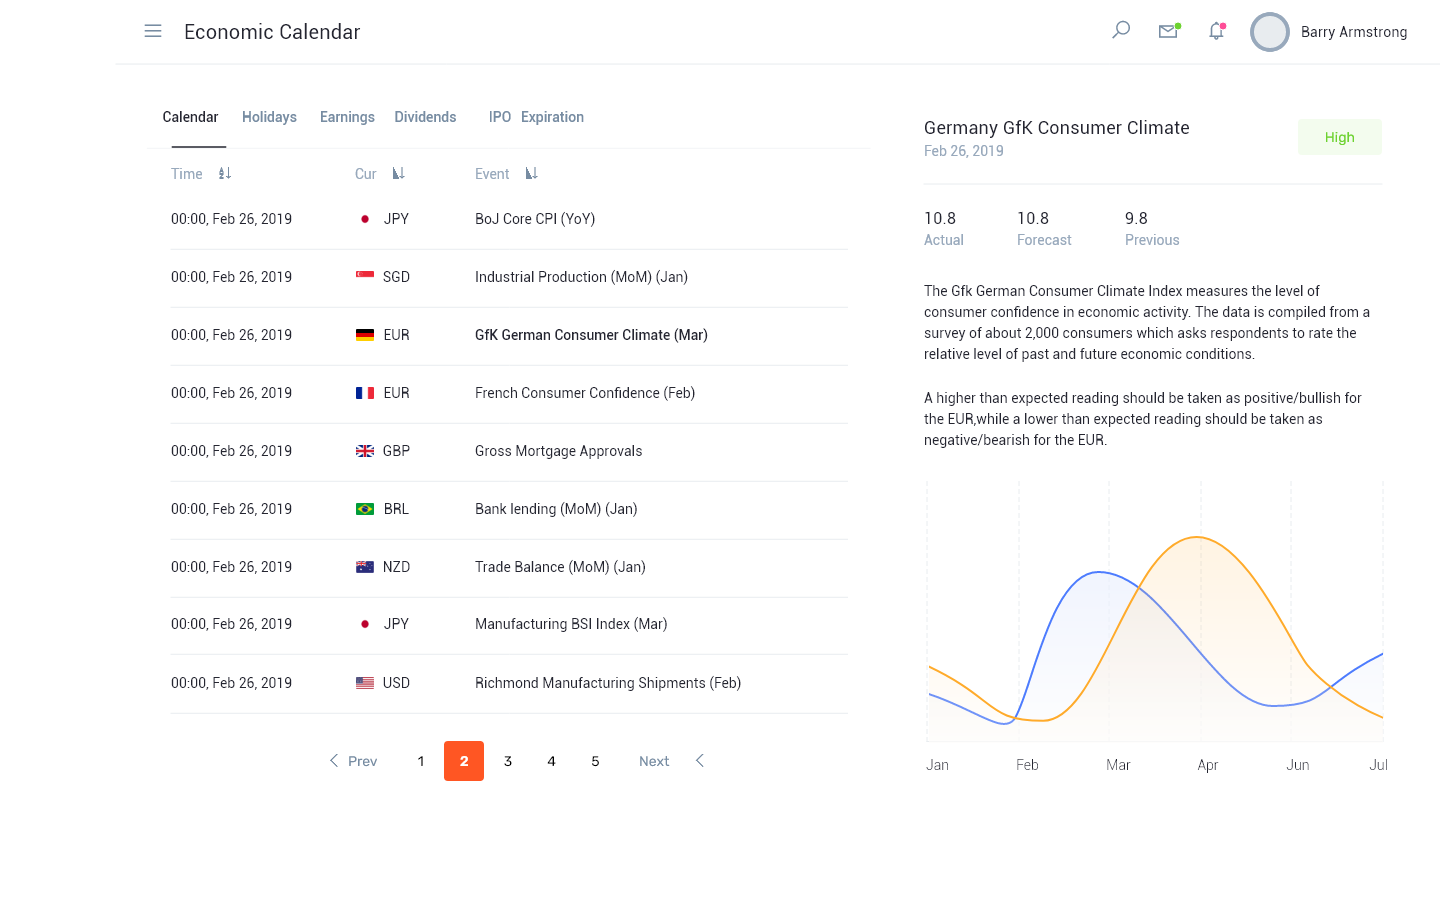 Economic Calendar
Barry Armstrong
Calendar Holidays Earnings Dividends IPO Expiration
Time Cur Event
00:00, Feb 26, 2019 JPY BoJ Core CPI (YoY)
00:00, Feb 26, 2019 SGD Industrial Production (MoM) (Jan)
00:00, Feb 26, 2019 EUR GfK German Consumer Climate (Mar)
00:00, Feb 26, 2019 EUR French Consumer Confidence (Feb)
00:00, Feb 26, 2019 GBP Gross Mortgage Approvals
00:00, Feb 26, 2019 BRL Bank lending (MoM) (Jan)
00:00, Feb 26, 2019 NZD Trade Balance (MoM) (Jan)
00:00, Feb 26, 2019 JPY Manufacturing BSI Index (Mar)
00:00, Feb 26, 2019 USD Richmond Manufacturing Shipments (Feb)
Prev 1 2 3 4 5 Next
Germany GfK Consumer Climate
Feb 26, 2019
High
10.8 10.8 9.8
Actual Forecast Previous
The Gfk German Consumer Climate Index measures the level of
consumer confidence in economic activity. The data is compiled from a
survey of about 2,000 consumers which asks respondents to rate the
relative level of past and future economic conditions.
A higher than expected reading should be taken as positive/bullish for
the EUR,while a lower than expected reading should be taken as
negative/bearish for the EUR.
Jan Feb Mar Apr Jun Jul